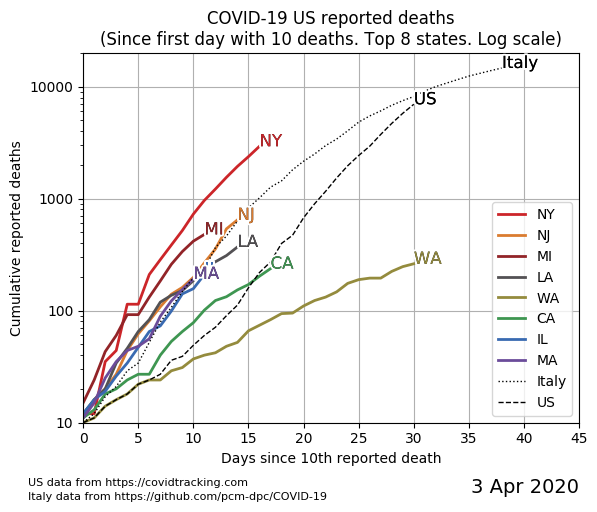 COVID-19 US reported deaths
(Since first day with 10 deaths. Top 8 states. Log scale)
Cumulative reported deaths
10000
1000
100
10
Italy
US
NY
NJ
MI
LA
MA
CA
WA
NY
NJ
MI
LA
WA
CA
IL
MA
Italy
US
0 5 10 15 20 25 30 35 40 45
Days since 10th reported death
US data from https://covidtracking.com
Italy data from https://github.com/pcm-dpc/COVID-19
3 Apr 2020